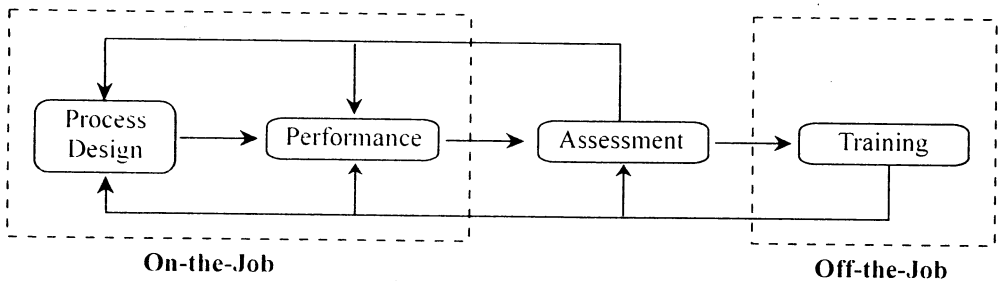 Process
Design
Performance
Assessment
Training
On-the-Job
Off-the-Job